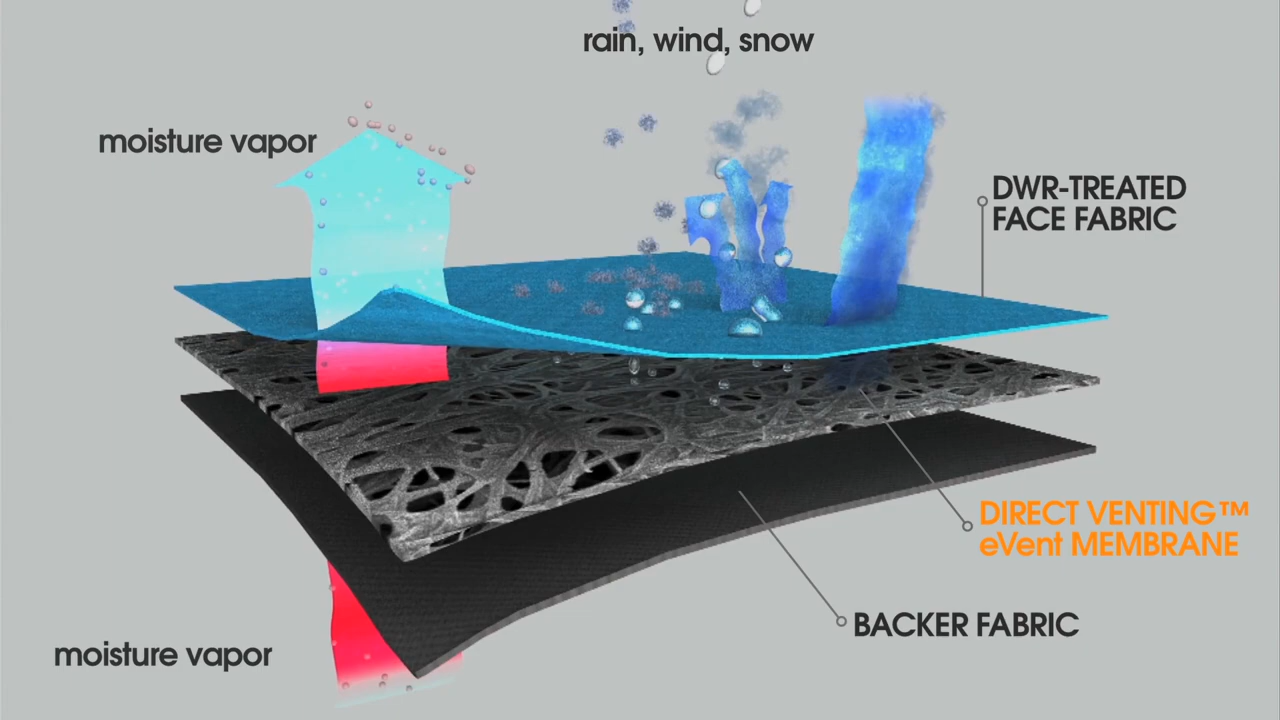 rain, wind, snow
moisture vapor
DWR-TREATED
FACE FABRIC
DIRECT VENTING™
eVent MEMBRANE
BACKER FABRIC
moisture vapor